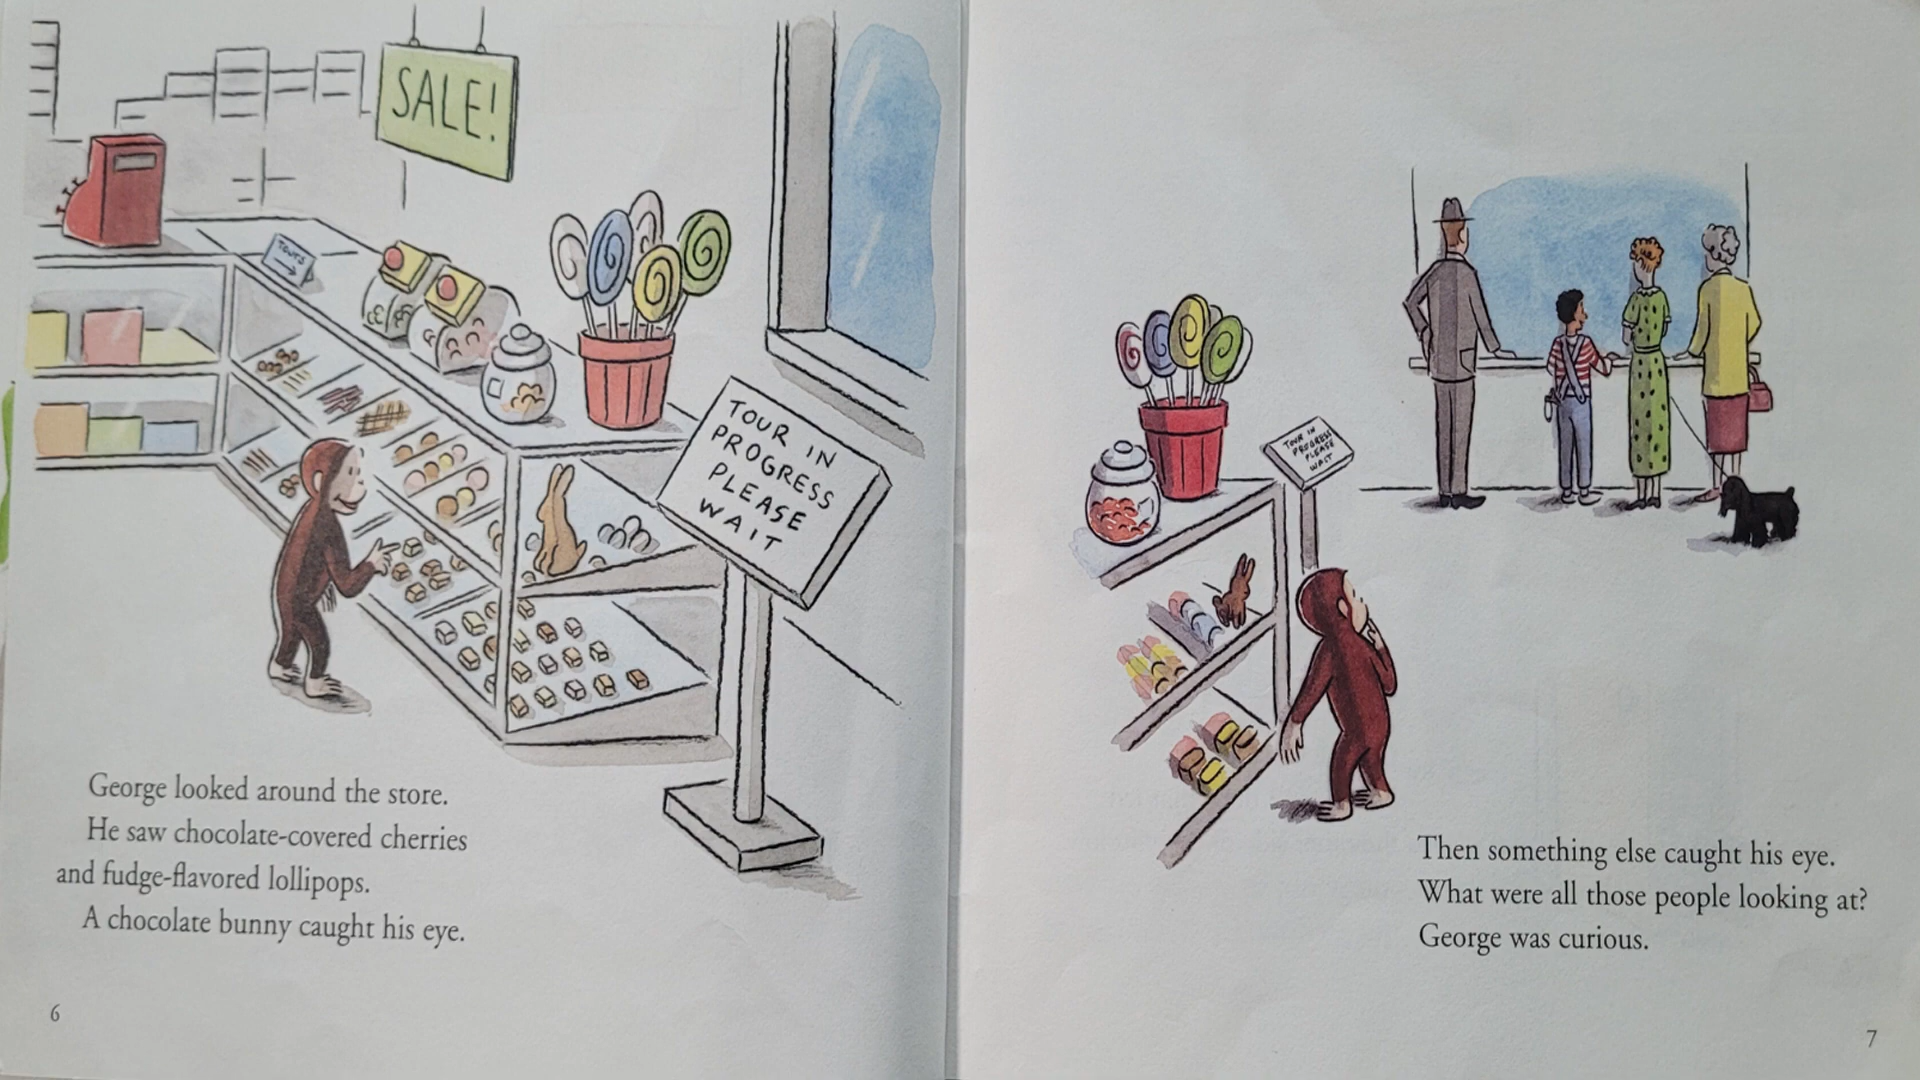 SALE!
TOURS
TOUR IN
PROGRESS
PLEASE
WAIT
George looked around the store.
He saw chocolate-covered cherries
and fudge-flavored lollipops.
A chocolate bunny caught his eye.
6
TOUR IN
PROGRESS
PLEASE
WAIT
Then something else caught his eye.
What were all those people looking at?
George was curious.
7